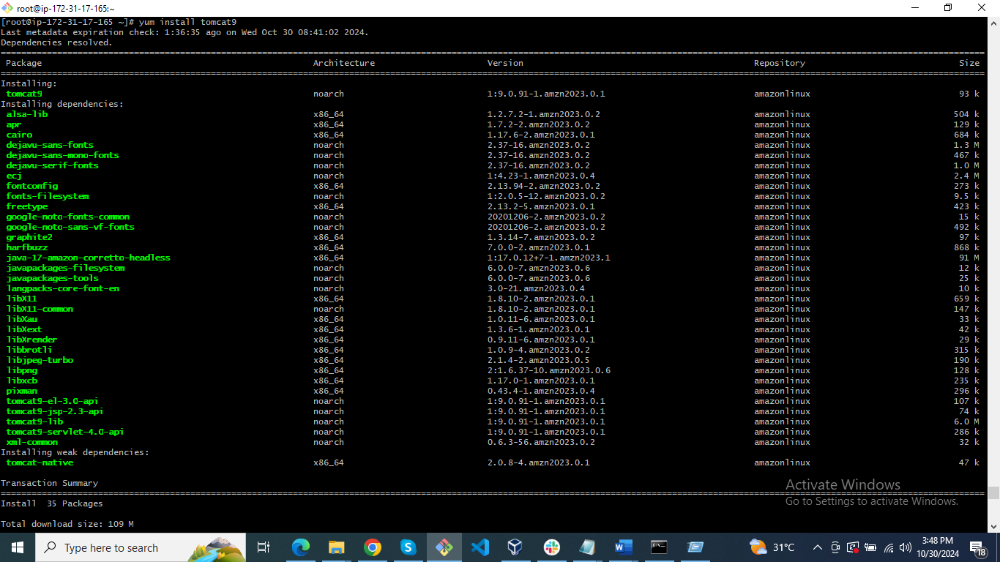 root@ip-172-31-17-165:~
[root@ip-172-31-17-165 ~]# yum install tomcat9
Last metadata expiration check: 1:36:35 ago on Wed Oct 30 08:41:02 2024.
Dependencies resolved.
Package Architecture Version Repository Size
Installing:
tomcat9 noarch 1:9.0.91-1.amzn2023.0.1 amazonlinux 93 k
Installing dependencies:
alsa-lib x86_64 1.2.7.2-1.amzn2023.0.2 amazonlinux 504 k
apr x86_64 1.7.2-2.amzn2023.0.2 amazonlinux 129 k
cairo x86_64 1.17.6-2.amzn2023.0.1 amazonlinux 684 k
dejavu-sans-fonts noarch 2.37-16.amzn2023.0.2 amazonlinux 1.3 M
dejavu-sans-mono-fonts noarch 2.37-16.amzn2023.0.2 amazonlinux 467 k
dejavu-serif-fonts noarch 2.37-16.amzn2023.0.2 amazonlinux 1.0 M
ecj noarch 1:4.23-1.amzn2023.0.4 amazonlinux 2.4 M
fontconfig x86_64 2.13.94-2.amzn2023.0.2 amazonlinux 273 k
fonts-filesystem noarch 1:2.0.5-12.amzn2023.0.2 amazonlinux 9.5 k
freetype x86_64 2.13.2-5.amzn2023.0.1 amazonlinux 423 k
google-noto-fonts-common noarch 20201206-2.amzn2023.0.2 amazonlinux 15 k
google-noto-sans-vf-fonts noarch 20201206-2.amzn2023.0.2 amazonlinux 492 k
graphite2 x86_64 1.3.14-7.amzn2023.0.2 amazonlinux 97 k
harfbuzz x86_64 7.0.0-2.amzn2023.0.1 amazonlinux 868 k
java-17-amazon-corretto-headless x86_64 1:17.0.12+7-1.amzn2023.1 amazonlinux 91 M
javapackages-filesystem noarch 6.0.0-7.amzn2023.0.6 amazonlinux 12 k
javapackages-tools noarch 6.0.0-7.amzn2023.0.6 amazonlinux 25 k
langpacks-core-font-en noarch 3.0-21.amzn2023.0.4 amazonlinux 10 k
libX11 x86_64 1.8.10-2.amzn2023.0.1 amazonlinux 659 k
libX11-common noarch 1.8.10-2.amzn2023.0.1 amazonlinux 147 k
libXau x86_64 1.0.11-6.amzn2023.0.1 amazonlinux 33 k
libXext x86_64 1.3.6-1.amzn2023.0.1 amazonlinux 42 k
libXrender x86_64 0.9.11-6.amzn2023.0.1 amazonlinux 29 k
libbrotli x86_64 1.0.9-4.amzn2023.0.2 amazonlinux 315 k
libjpeg-turbo x86_64 2.1.4-2.amzn2023.0.5 amazonlinux 190 k
libpng x86_64 2:1.6.37-10.amzn2023.0.6 amazonlinux 128 k
libxcb x86_64 1.17.0-1.amzn2023.0.1 amazonlinux 235 k
pixman x86_64 0.43.4-1.amzn2023.0.4 amazonlinux 296 k
tomcat9-el-3.0-api noarch 1:9.0.91-1.amzn2023.0.1 amazonlinux 107 k
tomcat9-jsp-2.3-api noarch 1:9.0.91-1.amzn2023.0.1 amazonlinux 74 k
tomcat9-lib noarch 1:9.0.91-1.amzn2023.0.1 amazonlinux 6.0 M
tomcat9-servlet-4.0-api noarch 1:9.0.91-1.amzn2023.0.1 amazonlinux 286 k
xml-common noarch 0.6.3-56.amzn2023.0.2 amazonlinux 32 k
Installing weak dependencies:
tomcat-native x86_64 2.0.8-4.amzn2023.0.1 amazonlinux 47 k
Transaction Summary
Install 35 Packages
Total download size: 109 M
Activate Windows
Go to Settings to activate Windows.
Type here to search
31°C
3:48 PM
10/30/2024
18